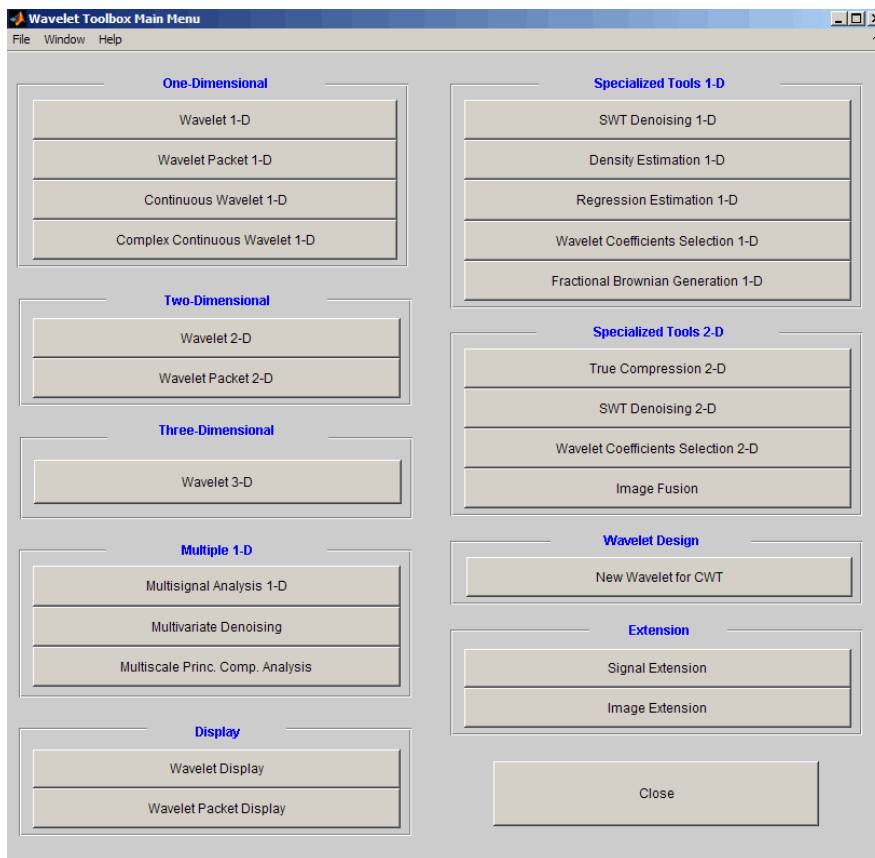 Wavelet Toolbox Main Menu
File Window Help
One-Dimensional
Wavelet 1-D
Wavelet Packet 1-D
Continuous Wavelet 1-D
Complex Continuous Wavelet 1-D
Two-Dimensional
Wavelet 2-D
Wavelet Packet 2-D
Three-Dimensional
Wavelet 3-D
Multiple 1-D
Multisignal Analysis 1-D
Multivariate Denoising
Multiscale Princ. Comp. Analysis
Display
Wavelet Display
Wavelet Packet Display
Specialized Tools 1-D
SWT Denoising 1-D
Density Estimation 1-D
Regression Estimation 1-D
Wavelet Coefficients Selection 1-D
Fractional Brownian Generation 1-D
Specialized Tools 2-D
True Compression 2-D
SWT Denoising 2-D
Wavelet Coefficients Selection 2-D
Image Fusion
Wavelet Design
New Wavelet for CWT
Extension
Signal Extension
Image Extension
Close